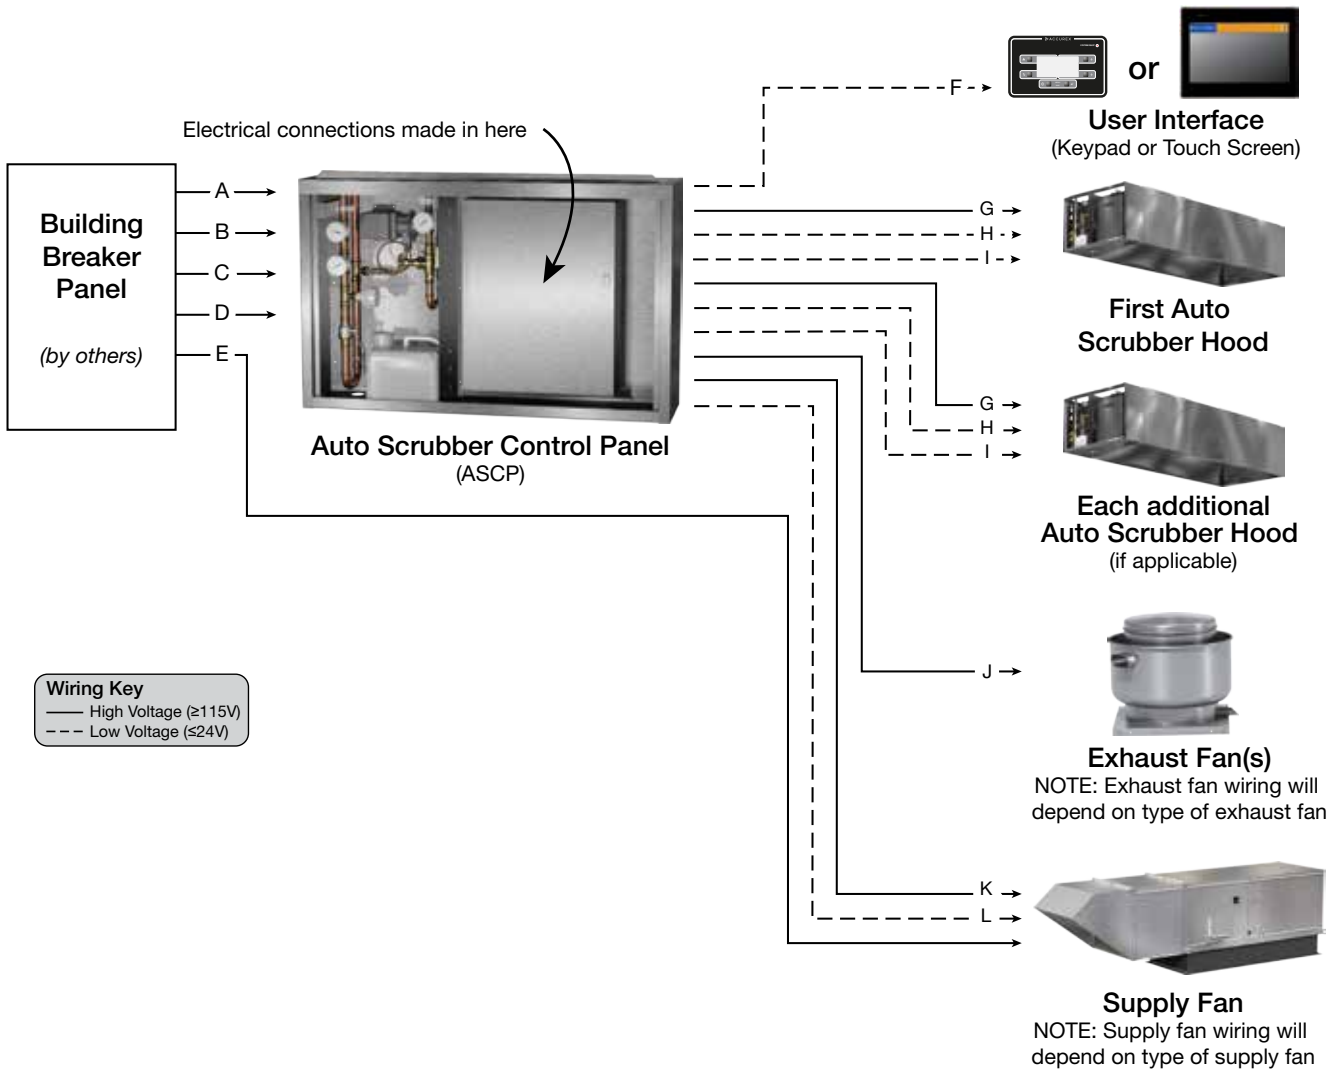 F
ACCUREX
or
User Interface
(Keypad or Touch Screen)
Electrical connections made in here
Building
Breaker
Panel
(by others)
A
B
C
D
E
Auto Scrubber Control Panel
(ASCP)
G
H
I
First Auto
Scrubber Hood
G
H
I
Each additional
Auto Scrubber Hood
(if applicable)
Wiring Key
High Voltage (≥115V)
Low Voltage (≤24V)
J
Exhaust Fan(s)
NOTE: Exhaust fan wiring will
depend on type of exhaust fan
K
L
Supply Fan
NOTE: Supply fan wiring will
depend on type of supply fan